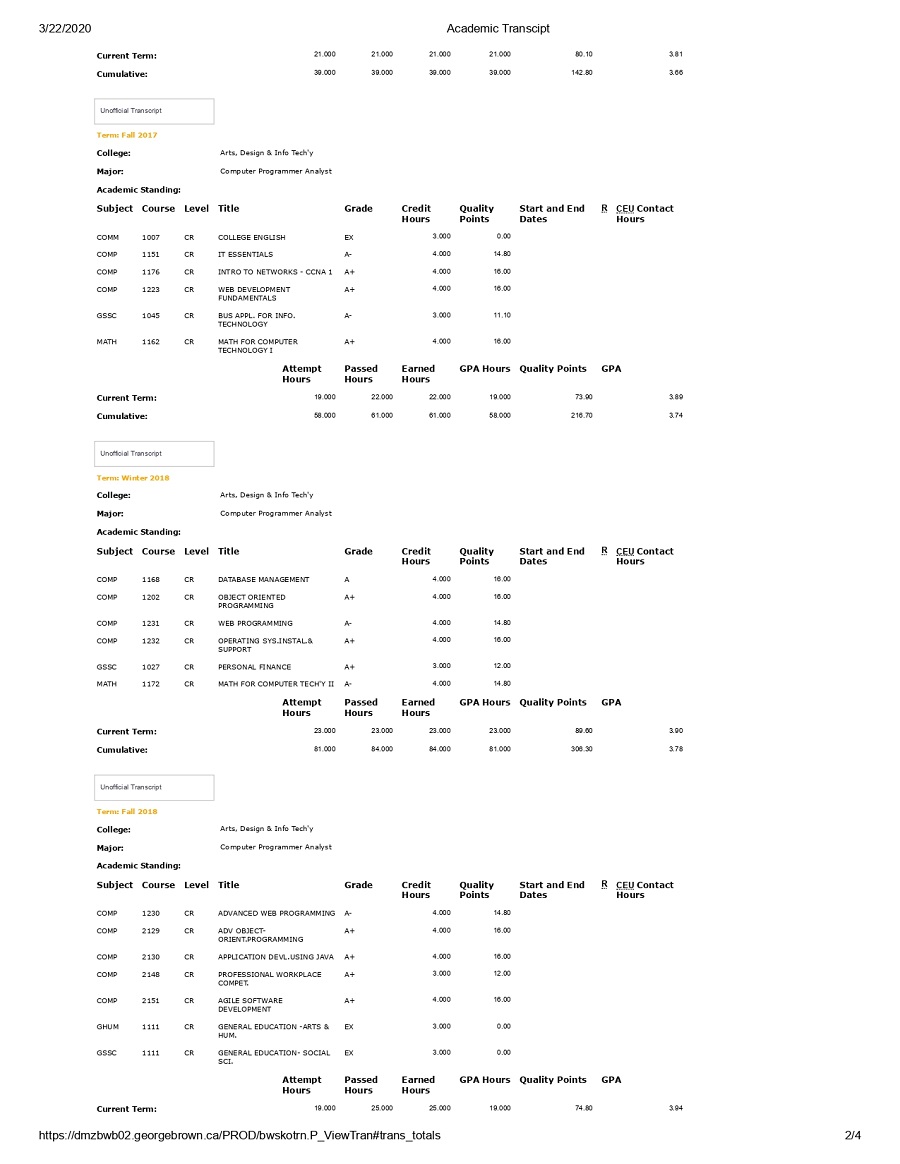 3/22/2020 Academic Transcipt
Current Term: 21.000 21.000 21.000 21.000 80.10 3.81
Cumulative: 39.000 39.000 39.000 39.000 142.80 3.66
Unofficial Transcript
Term: Fall 2017
College: Arts, Design & Info Tech'y
Major: Computer Programmer Analyst
Academic Standing:
Subject Course Level Title Grade Credit Quality Start and End R CEU Contact
Hours Points Dates Hours
COMM 1007 CR COLLEGE ENGLISH EX 3.000 0.00
COMP 1151 CR IT ESSENTIALS A- 4.000 14.80
COMP 1176 CR INTRO TO NETWORKS - CCNA 1 A+ 4.000 16.00
COMP 1223 CR WEB DEVELOPMENT A+ 4.000 16.00
FUNDAMENTALS
GSSC 1045 CR BUS APPL. FOR INFO. A- 3.000 11.10
TECHNOLOGY
MATH 1162 CR MATH FOR COMPUTER A+ 4.000 16.00
TECHNOLOGY I
Attempt Passed Earned GPA Hours Quality Points GPA
Hours Hours Hours
Current Term: 19.000 22.000 22.000 19.000 73.90 3.89
Cumulative: 58.000 61.000 61.000 58.000 216.70 3.74
Unofficial Transcript
Term: Winter 2018
College: Arts, Design & Info Tech'y
Major: Computer Programmer Analyst
Academic Standing:
Subject Course Level Title Grade Credit Quality Start and End R CEU Contact
Hours Points Dates Hours
COMP 1168 CR DATABASE MANAGEMENT A 4.000 16.00
COMP 1202 CR OBJECT ORIENTED A+ 4.000 16.00
PROGRAMMING
COMP 1231 CR WEB PROGRAMMING A- 4.000 14.80
COMP 1232 CR OPERATING SYS.INSTAL.& A+ 4.000 16.00
SUPPORT
GSSC 1027 CR PERSONAL FINANCE A+ 3.000 12.00
MATH 1172 CR MATH FOR COMPUTER TECH'Y II A- 4.000 14.80
Attempt Passed Earned GPA Hours Quality Points GPA
Hours Hours Hours
Current Term: 23.000 23.000 23.000 23.000 89.60 3.90
Cumulative: 81.000 84.000 84.000 81.000 306.30 3.78
Unofficial Transcript
Term: Fall 2018
College: Arts, Design & Info Tech'y
Major: Computer Programmer Analyst
Academic Standing:
Subject Course Level Title Grade Credit Quality Start and End R CEU Contact
Hours Points Dates Hours
COMP 1230 CR ADVANCED WEB PROGRAMMING A- 4.000 14.80
COMP 2129 CR ADV OBJECT- A+ 4.000 16.00
ORIENT.PROGRAMMING
COMP 2130 CR APPLICATION DEVL.USING JAVA A+ 4.000 16.00
COMP 2148 CR PROFESSIONAL WORKPLACE A+ 3.000 12.00
COMPET.
COMP 2151 CR AGILE SOFTWARE A+ 4.000 16.00
DEVELOPMENT
GHUM 1111 CR GENERAL EDUCATION -ARTS & EX 3.000 0.00
HUM.
GSSC 1111 CR GENERAL EDUCATION- SOCIAL EX 3.000 0.00
SCI.
Attempt Passed Earned GPA Hours Quality Points GPA
Hours Hours Hours
Current Term: 19.000 25.000 25.000 19.000 74.80 3.94
https://dmzbwb02.georgebrown.ca/PROD/bwskotrn.P_ViewTran#trans_totals 2/4